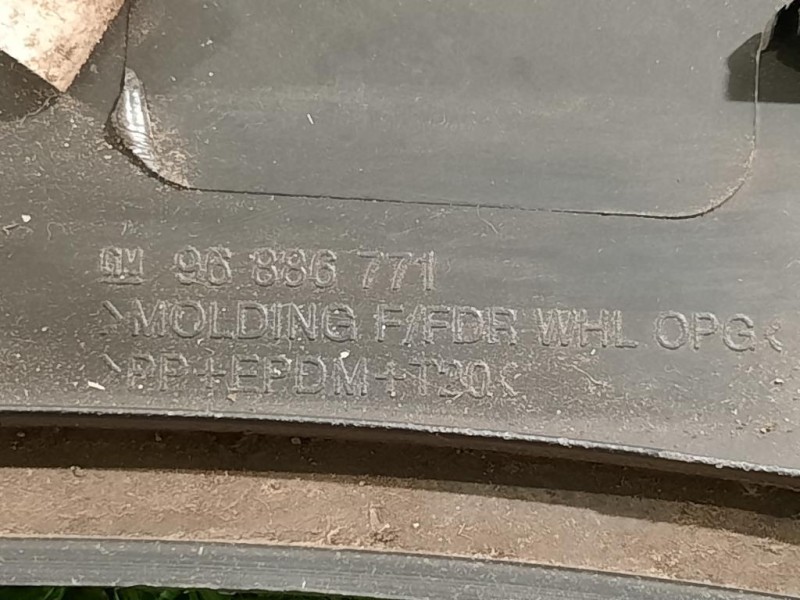 GM 96 886 771
>MOLDING F/FDR WHL OPG<
>PP+EPDM+T20<